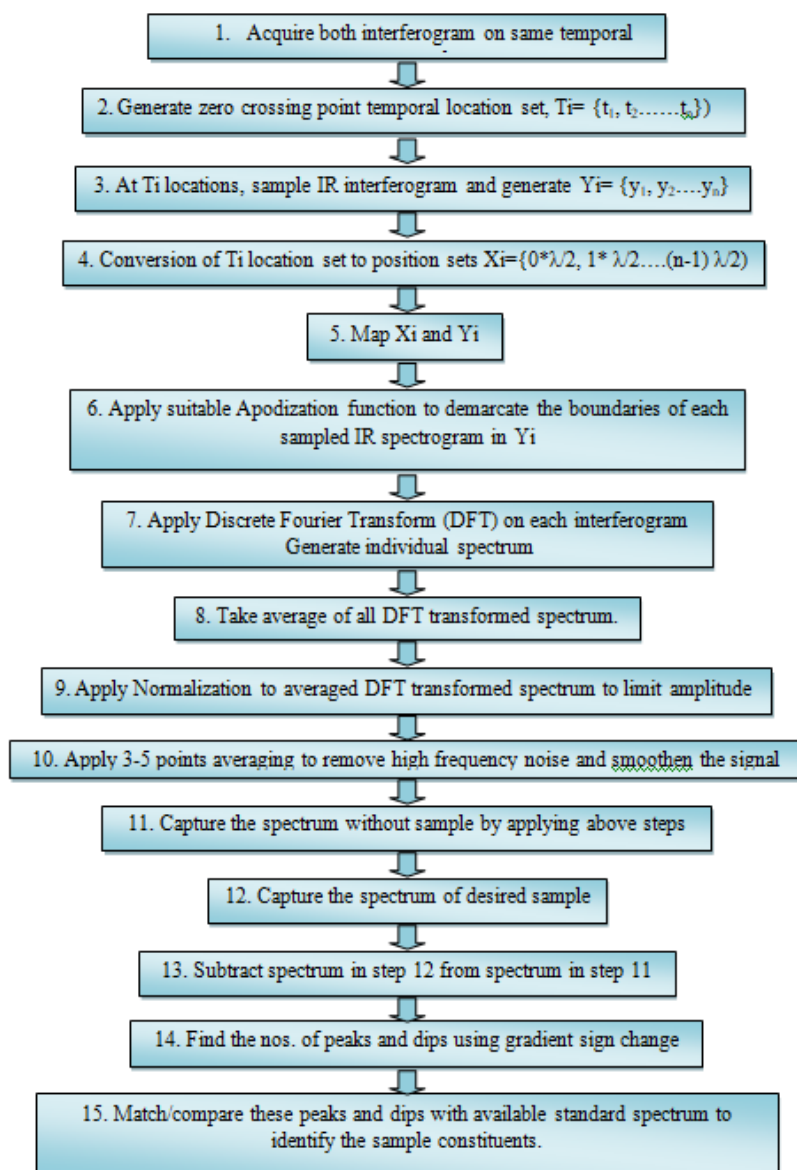 1. Acquire both interferogram on same temporal
2. Generate zero crossing point temporal location set, Ti= {t₁, t₂……tₙ})
3. At Ti locations, sample IR interferogram and generate Yi= {y₁, y₂….yₙ}
4. Conversion of Ti location set to position sets Xi={0*λ/2, 1* λ/2….(n-1) λ/2)
5. Map Xi and Yi
6. Apply suitable Apodization function to demarcate the boundaries of each
sampled IR spectrogram in Yi
7. Apply Discrete Fourier Transform (DFT) on each interferogram
Generate individual spectrum
8. Take average of all DFT transformed spectrum.
9. Apply Normalization to averaged DFT transformed spectrum to limit amplitude
10. Apply 3-5 points averaging to remove high frequency noise and smoothen the signal
11. Capture the spectrum without sample by applying above steps
12. Capture the spectrum of desired sample
13. Subtract spectrum in step 12 from spectrum in step 11
14. Find the nos. of peaks and dips using gradient sign change
15. Match/compare these peaks and dips with available standard spectrum to
identify the sample constituents.